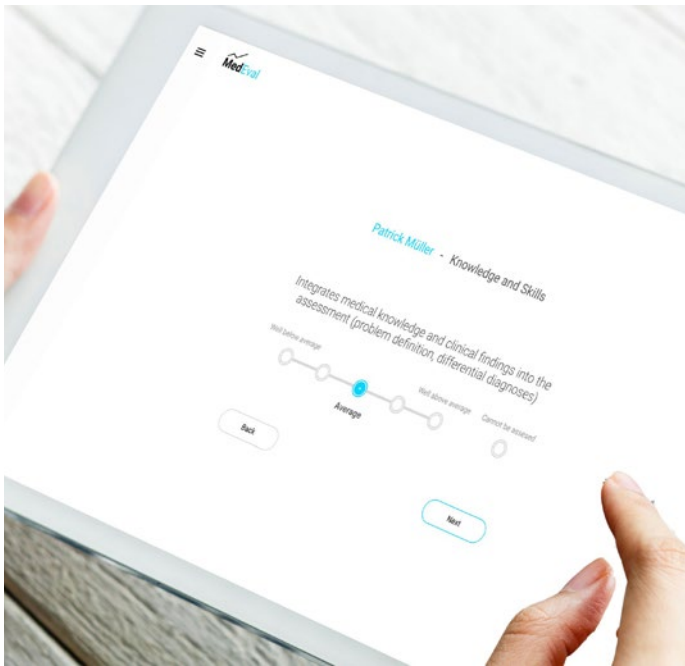 MedEval
Patrick Müller - Knowledge and Skills
Integrates medical knowledge and clinical findings into the
assessment (problem definition, differential diagnoses)
Well below average
Average
Well above average
Cannot be assessed
Back
Next